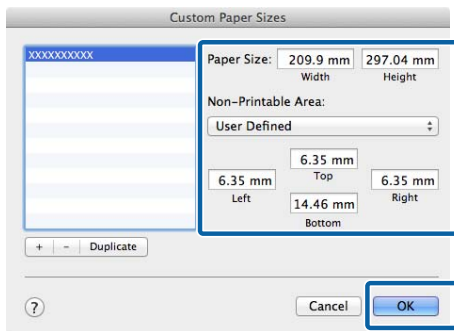 Custom Paper Sizes
XXXXXXXXXX
Paper Size: 209.9 mm 297.04 mm
Width Height
Non-Printable Area:
User Defined
6.35 mm
Top
6.35 mm 6.35 mm
Left Right
14.46 mm
Bottom
+ - Duplicate
? Cancel OK